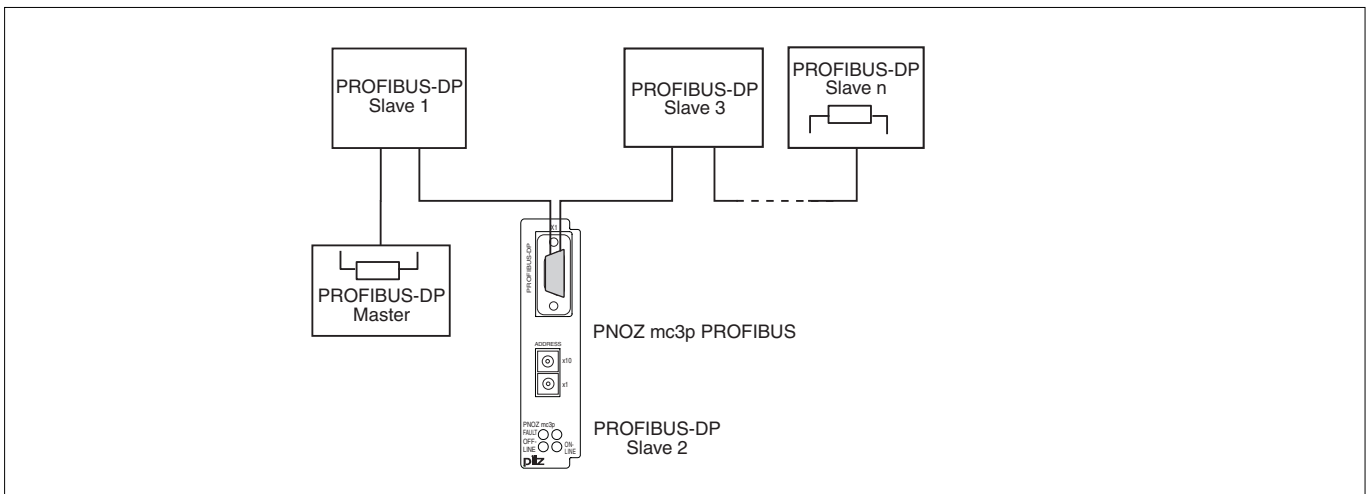 PROFIBUS-DP
Slave 1
PROFIBUS-DP
Slave 3
PROFIBUS-DP
Slave n
PROFIBUS-DP
Master
X1
PROFIBUS-DP
PNOZ mc3p PROFIBUS
ADDRESS
x10
x1
PROFIBUS-DP
Slave 2
PNOZ mc3p
FAULT
OFF-
LINE
ON-
LINE
pilz